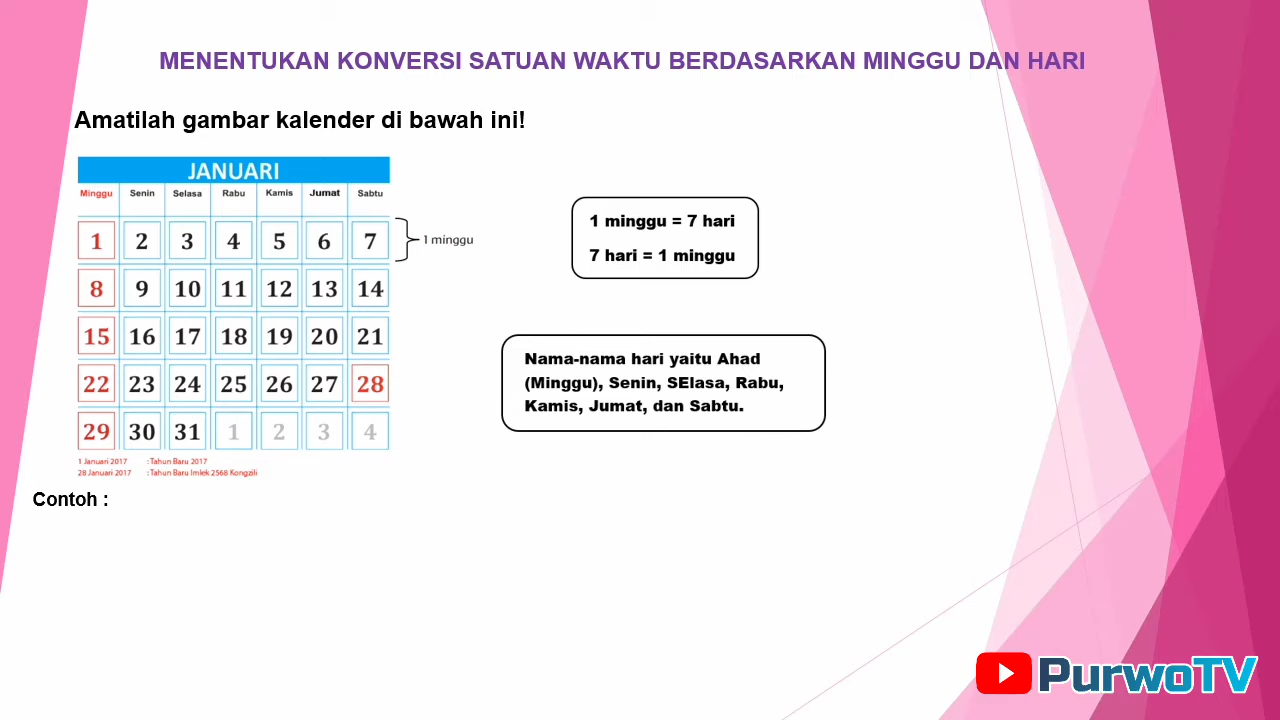 MENENTUKAN KONVERSI SATUAN WAKTU BERDASARKAN MINGGU DAN HARI
Amatilah gambar kalender di bawah ini!
JANUARI
Minggu Senin Selasa Rabu Kamis Jumat Sabtu
1 2 3 4 5 6 7
1 minggu
8 9 10 11 12 13 14
15 16 17 18 19 20 21
22 23 24 25 26 27 28
29 30 31 1 2 3 4
1 Januari 2017 : Tahun Baru 2017
28 Januari 2017 : Tahun Baru Imlek 2568 Kongzili
1 minggu = 7 hari
7 hari = 1 minggu
Nama-nama hari yaitu Ahad
(Minggu), Senin, SElasa, Rabu,
Kamis, Jumat, dan Sabtu.
Contoh :
PurwoTV